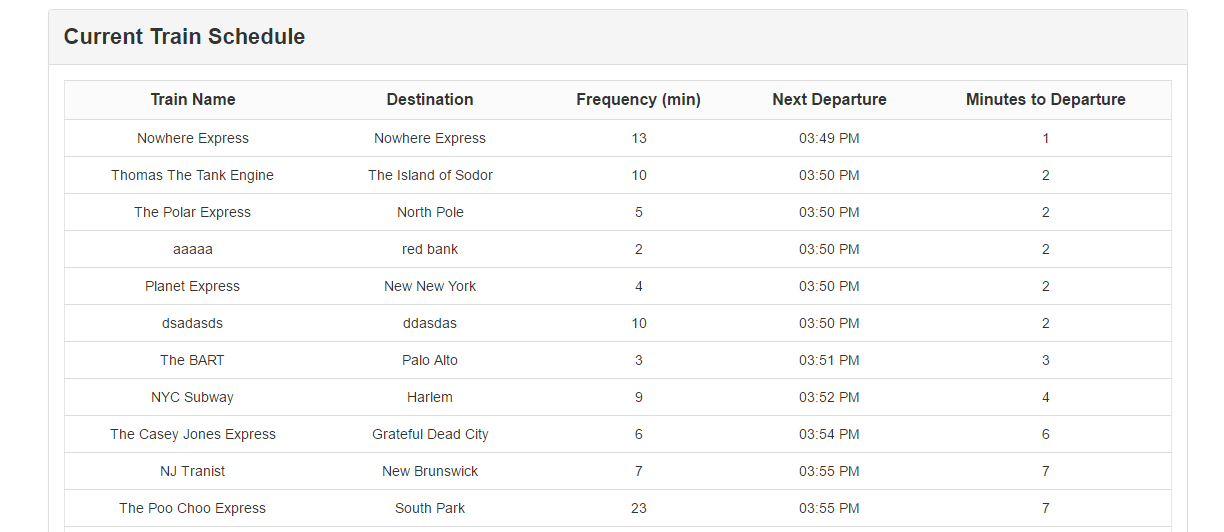 Current Train Schedule
Train Name Destination Frequency (min) Next Departure Minutes to Departure
Nowhere Express Nowhere Express 13 03:49 PM 1
Thomas The Tank Engine The Island of Sodor 10 03:50 PM 2
The Polar Express North Pole 5 03:50 PM 2
aaaaa red bank 2 03:50 PM 2
Planet Express New New York 4 03:50 PM 2
dsadasds ddasdas 10 03:50 PM 2
The BART Palo Alto 3 03:51 PM 3
NYC Subway Harlem 9 03:52 PM 4
The Casey Jones Express Grateful Dead City 6 03:54 PM 6
NJ Tranist New Brunswick 7 03:55 PM 7
The Poo Choo Express South Park 23 03:55 PM 7